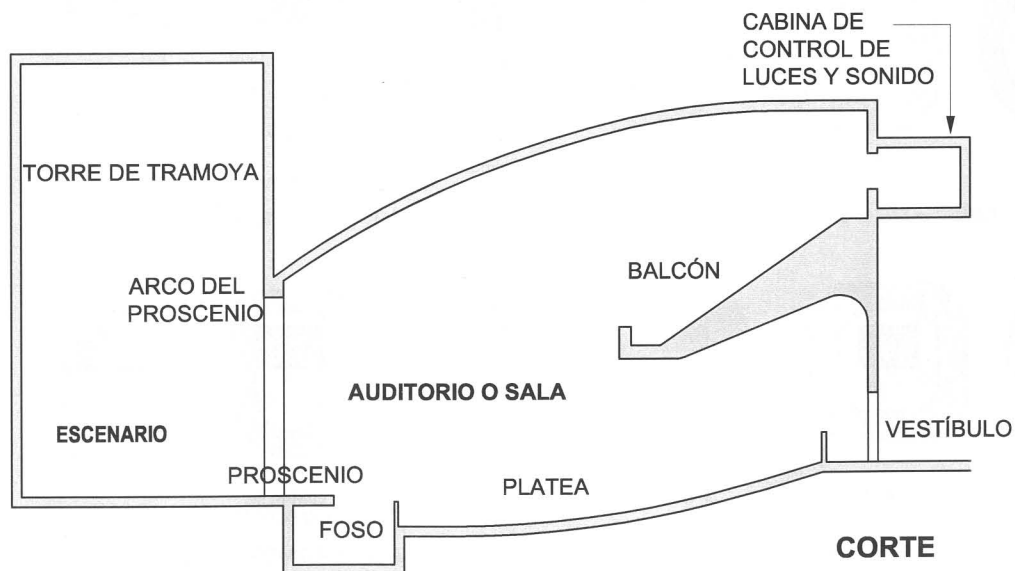 CABINA DE
CONTROL DE
LUCES Y SONIDO
TORRE DE TRAMOYA
ARCO DEL
PROSCENIO
BALCÓN
AUDITORIO O SALA
ESCENARIO
VESTÍBULO
PROSCENIO
PLATEA
FOSO
CORTE